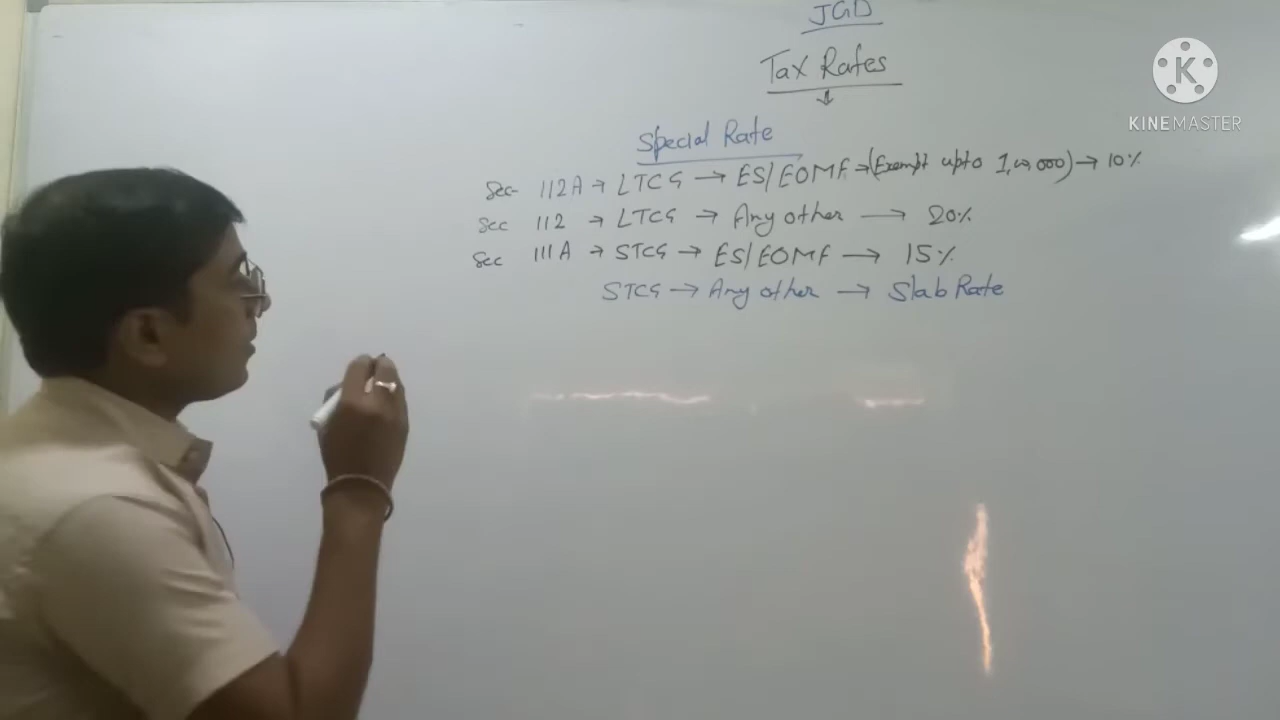 JGD
Tax Rates
KINEMASTER
Special Rate
Sec 112A → LTCG → ES/EOMF → (Exempt upto 1,00,000) → 10%
Sec 112 → LTCG → Any other → 20%
Sec 111A → STCG → ES/EOMF → 15%
STCG → Any other → Slab Rate